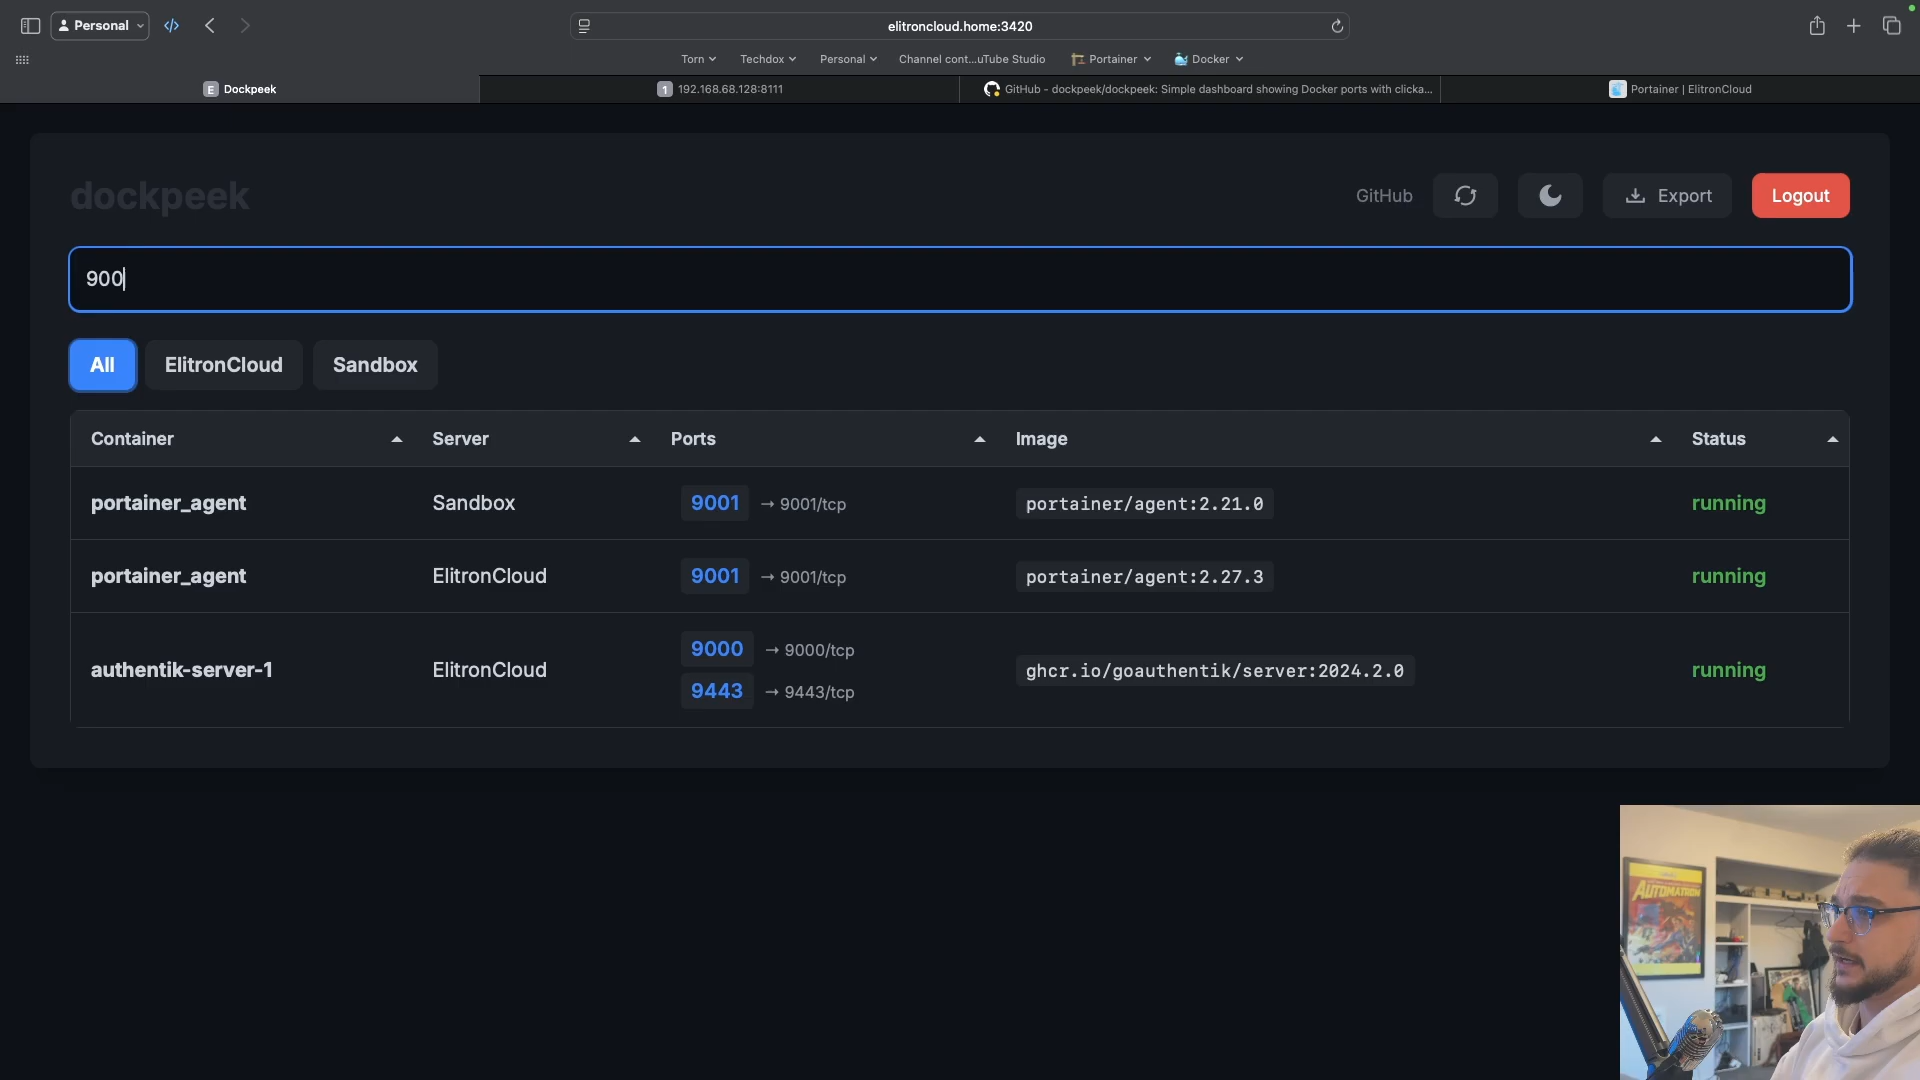 Personal
elitroncloud.home:3420
Torn
Techdox
Personal
Channel cont...uTube Studio
Portainer
Docker
E Dockpeek
1 192.168.68.128:8111
GitHub - dockpeek/dockpeek: Simple dashboard showing Docker ports with clicka...
Portainer | ElitronCloud
dockpeek
GitHub
Export
Logout
900
All
ElitronCloud
Sandbox
Container Server Ports Image Status
portainer_agent Sandbox 9001 → 9001/tcp portainer/agent:2.21.0 running
portainer_agent ElitronCloud 9001 → 9001/tcp portainer/agent:2.27.3 running
9000 → 9000/tcp
authentik-server-1 ElitronCloud ghcr.io/goauthentik/server:2024.2.0 running
9443 → 9443/tcp
AUTOMATRON